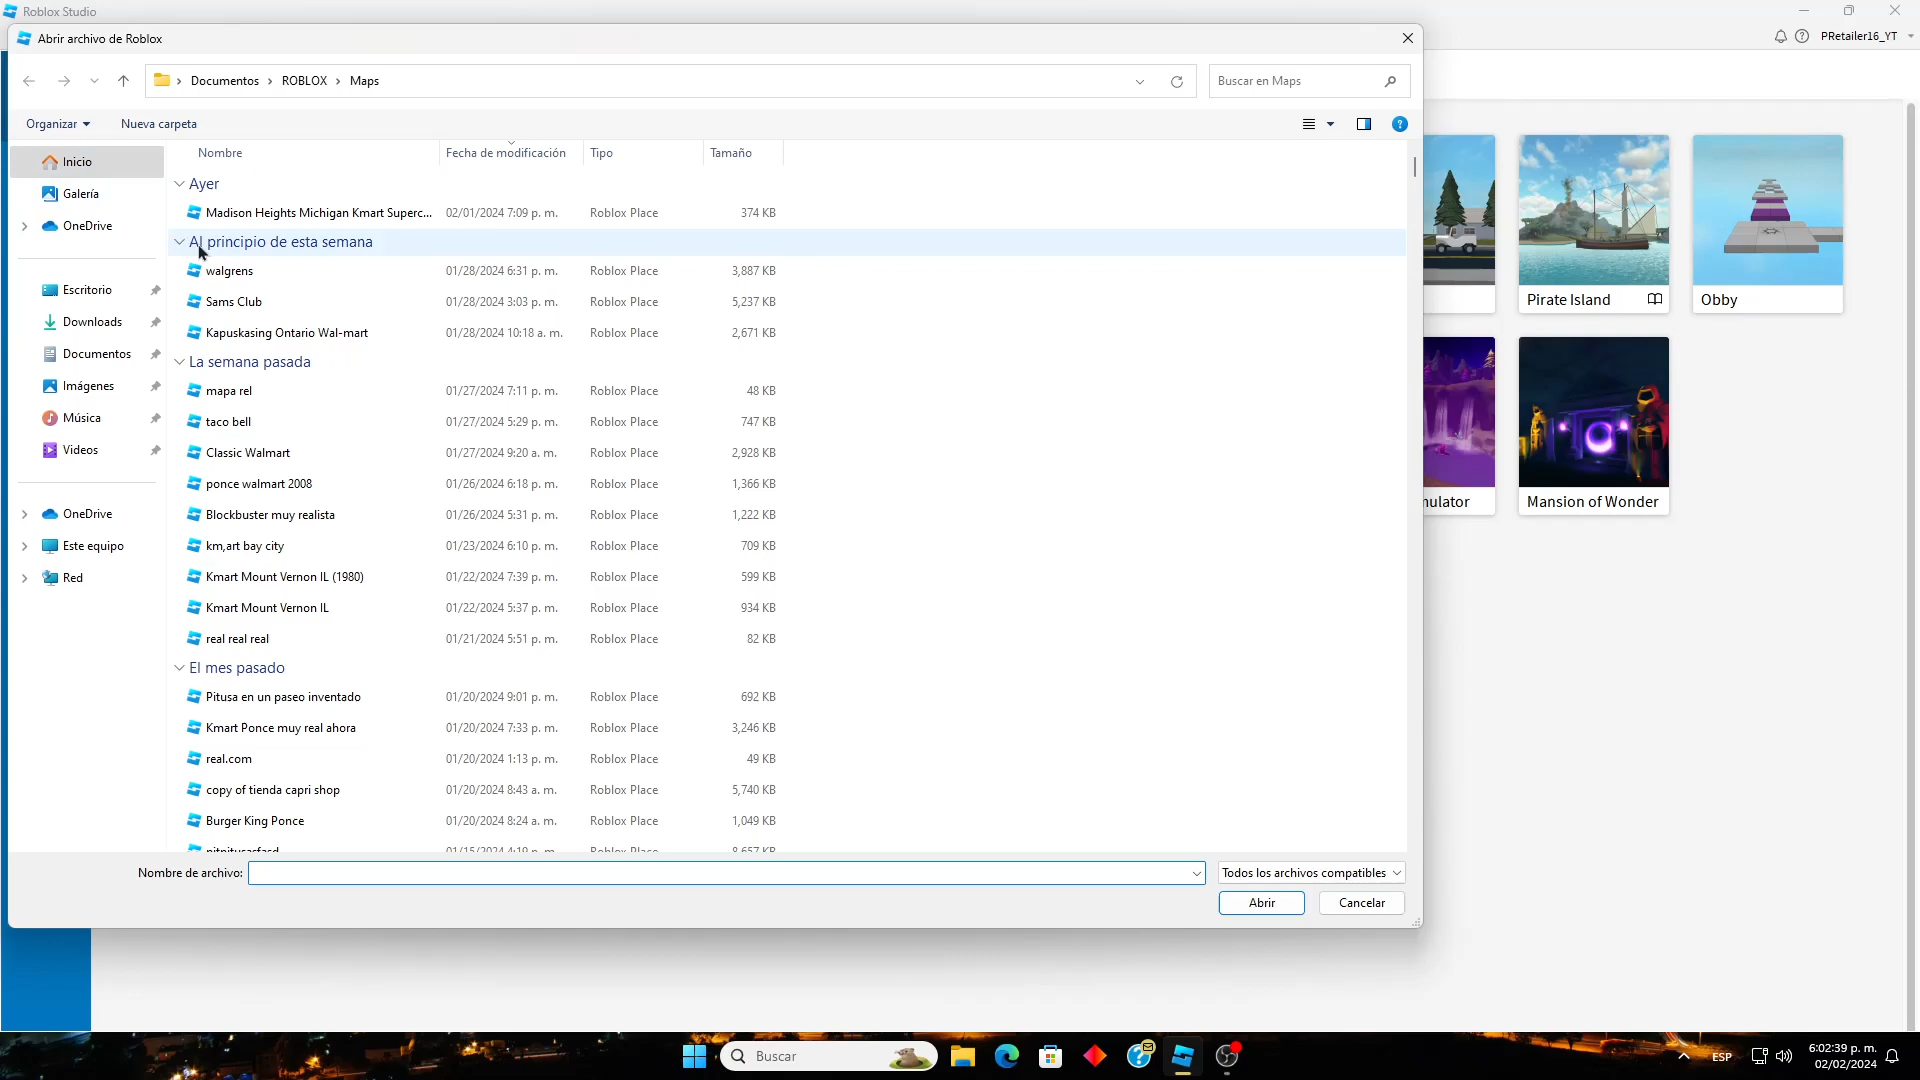 Roblox Studio
PRetailer16_YT
Abrir archivo de Roblox
Documentos
ROBLOX
Maps
Buscar en Maps
Organizar
Nueva carpeta
Inicio
Galería
OneDrive
Escritorio
Downloads
Documentos
Imágenes
Música
Videos
OneDrive
Este equipo
Red
Nombre Fecha de modificación Tipo Tamaño
Ayer
Madison Heights Michigan Kmart Superc... 02/01/2024 7:09 p. m. Roblox Place 374 KB
Al principio de esta semana
walgrens 01/28/2024 6:31 p. m. Roblox Place 3,887 KB
Sams Club 01/28/2024 3:03 p. m. Roblox Place 5,237 KB
Kapuskasing Ontario Wal-mart 01/28/2024 10:18 a. m. Roblox Place 2,671 KB
La semana pasada
mapa rel 01/27/2024 7:11 p. m. Roblox Place 48 KB
taco bell 01/27/2024 5:29 p. m. Roblox Place 747 KB
Classic Walmart 01/27/2024 9:20 a. m. Roblox Place 2,928 KB
ponce walmart 2008 01/26/2024 6:18 p. m. Roblox Place 1,366 KB
Blockbuster muy realista 01/26/2024 5:31 p. m. Roblox Place 1,222 KB
km,art bay city 01/23/2024 6:10 p. m. Roblox Place 709 KB
Kmart Mount Vernon IL (1980) 01/22/2024 7:39 p. m. Roblox Place 599 KB
Kmart Mount Vernon IL 01/22/2024 5:37 p. m. Roblox Place 934 KB
real real real 01/21/2024 5:51 p. m. Roblox Place 82 KB
El mes pasado
Pitusa en un paseo inventado 01/20/2024 9:01 p. m. Roblox Place 692 KB
Kmart Ponce muy real ahora 01/20/2024 7:33 p. m. Roblox Place 3,246 KB
real.com 01/20/2024 1:13 p. m. Roblox Place 49 KB
copy of tienda capri shop 01/20/2024 8:43 a. m. Roblox Place 5,740 KB
Burger King Ponce 01/20/2024 8:24 a. m. Roblox Place 1,049 KB
Nombre de archivo:
Todos los archivos compatibles
Abrir
Cancelar
Pirate Island
Obby
mulator
Mansion of Wonder
Buscar
ESP
6:02:39 p. m.
02/02/2024